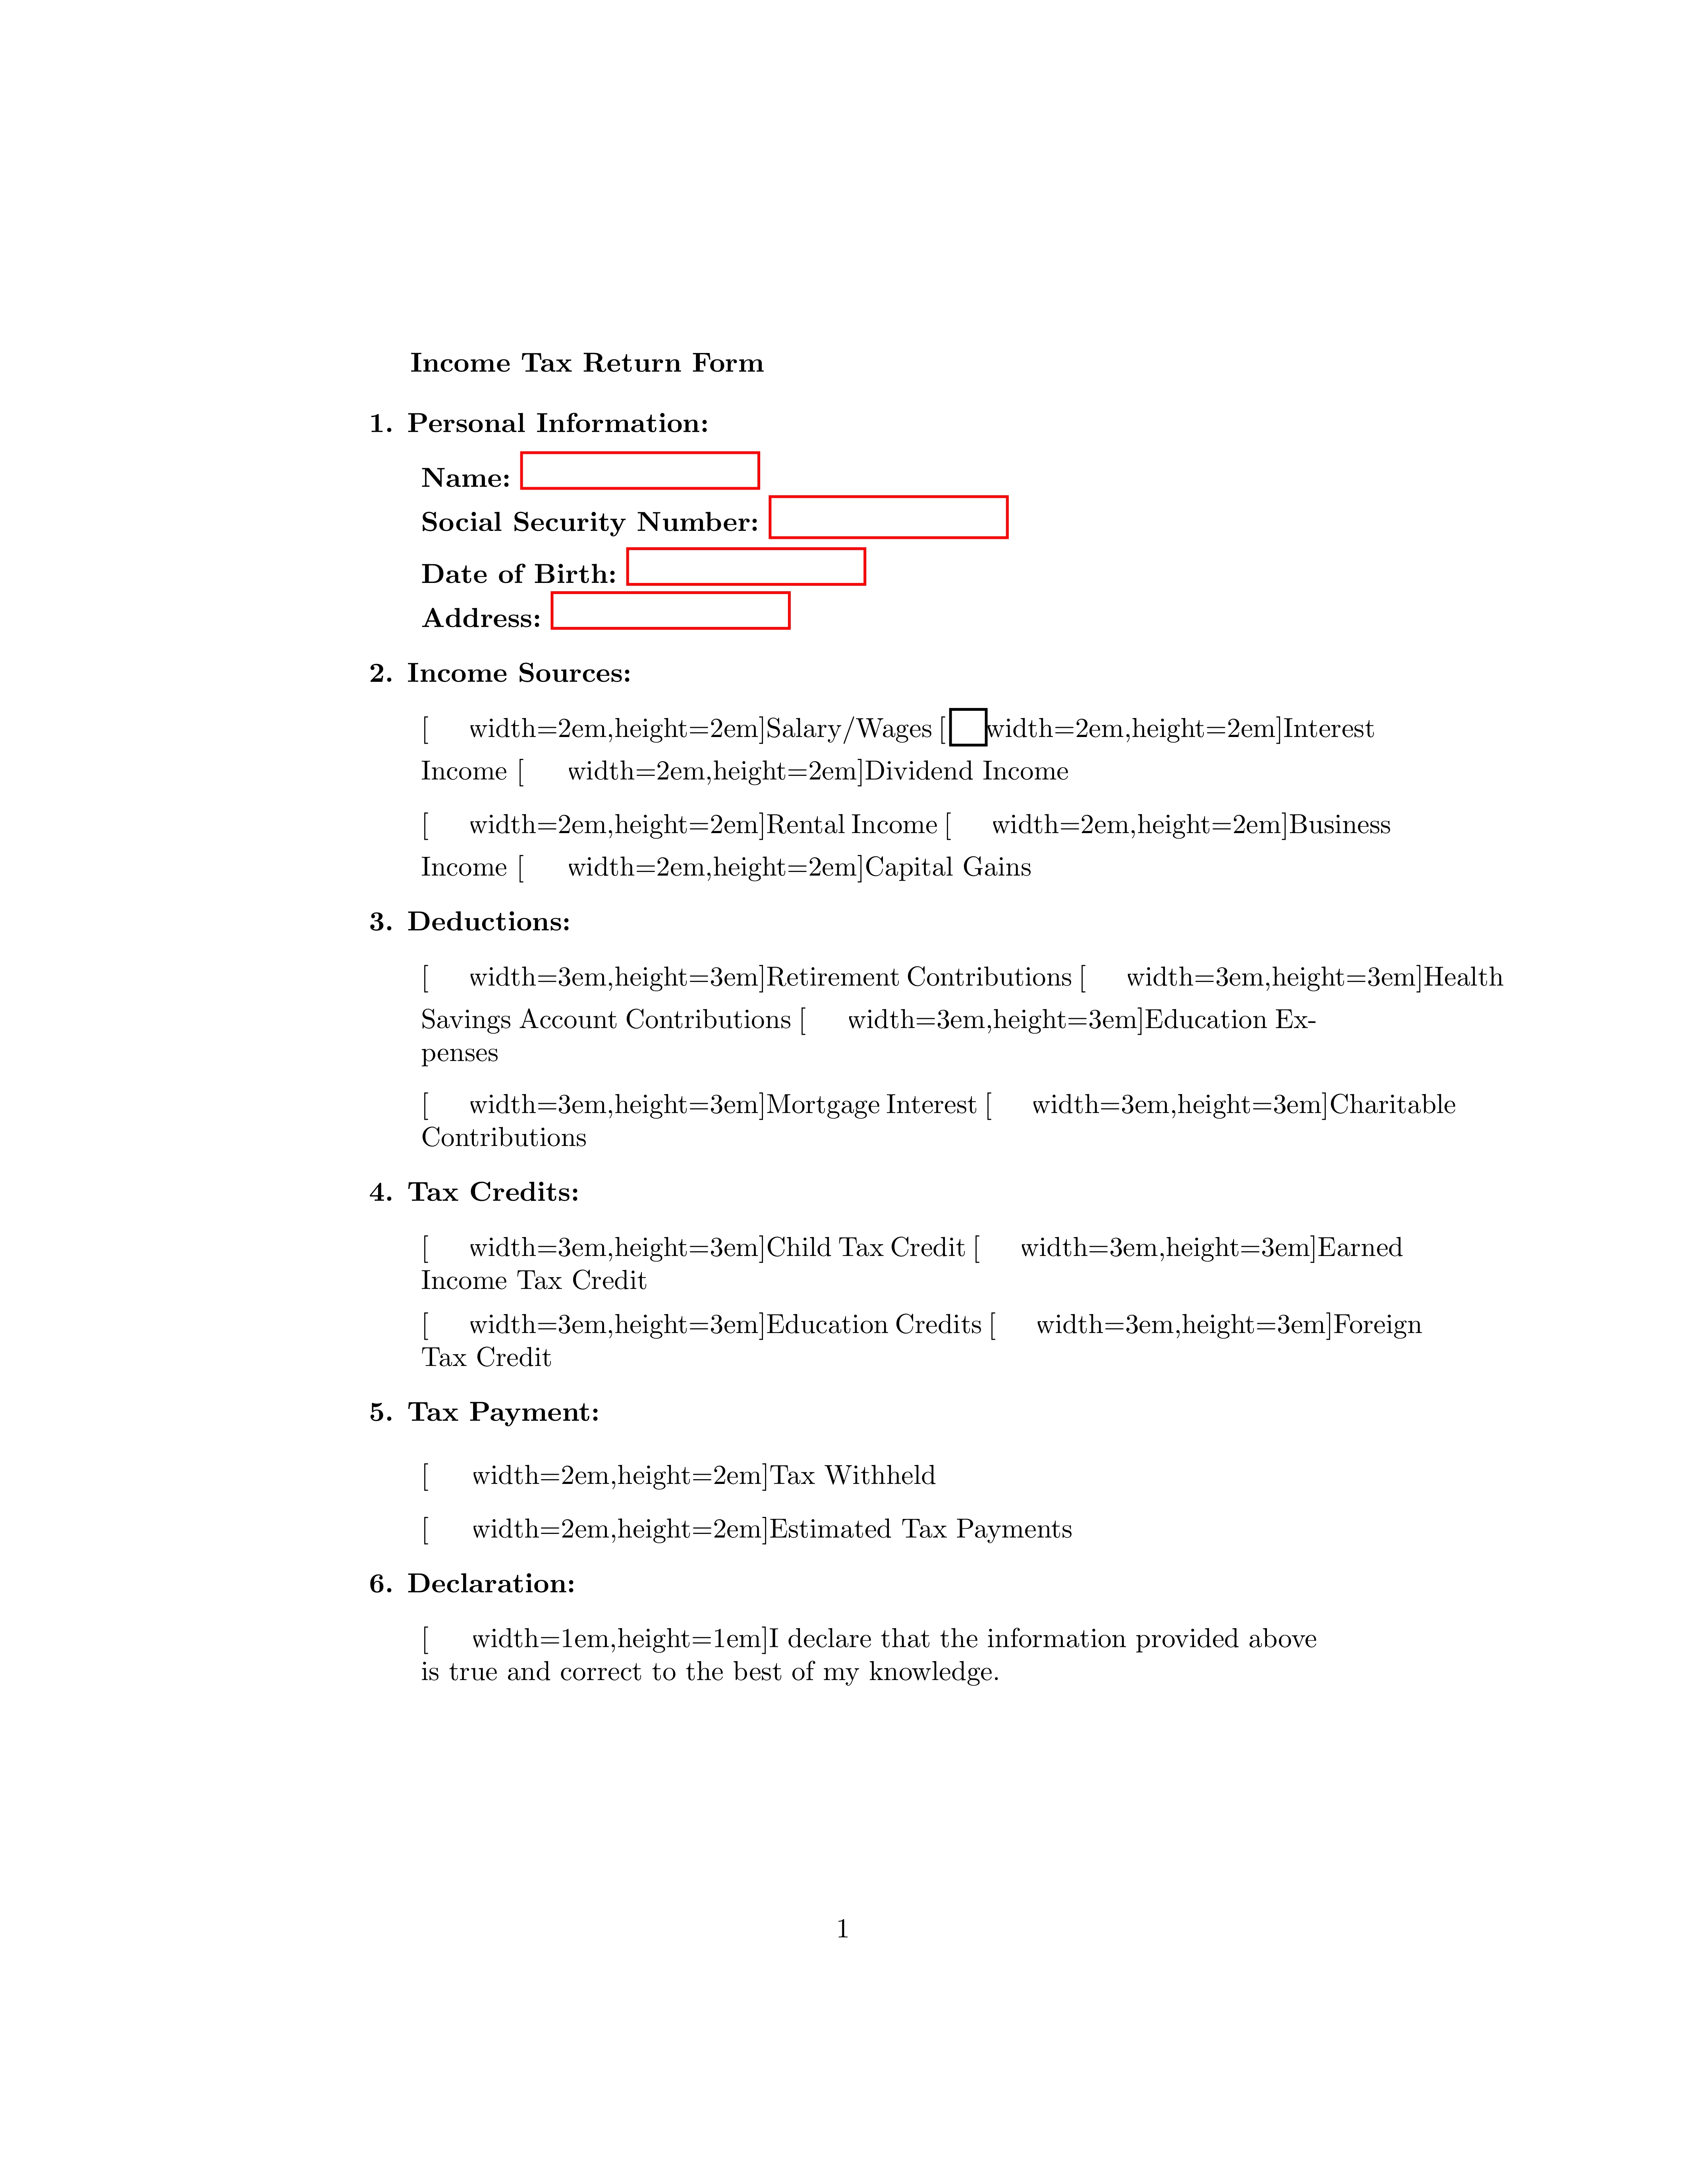 Income Tax Return Form
1. Personal Information:
Name:
Social Security Number:
Date of Birth:
Address:
2. Income Sources:
[ width=2em,height=2em]Salary/Wages [ width=2em,height=2em]Interest
Income [ width=2em,height=2em]Dividend Income
[ width=2em,height=2em]Rental Income [ width=2em,height=2em]Business
Income [ width=2em,height=2em]Capital Gains
3. Deductions:
[ width=3em,height=3em]Retirement Contributions [ width=3em,height=3em]Health
Savings Account Contributions [ width=3em,height=3em]Education Ex-
penses
[ width=3em,height=3em]Mortgage Interest [ width=3em,height=3em]Charitable
Contributions
4. Tax Credits:
[ width=3em,height=3em]Child Tax Credit [ width=3em,height=3em]Earned
Income Tax Credit
[ width=3em,height=3em]Education Credits [ width=3em,height=3em]Foreign
Tax Credit
5. Tax Payment:
[ width=2em,height=2em]Tax Withheld
[ width=2em,height=2em]Estimated Tax Payments
6. Declaration:
[ width=1em,height=1em]I declare that the information provided above
is true and correct to the best of my knowledge.
1